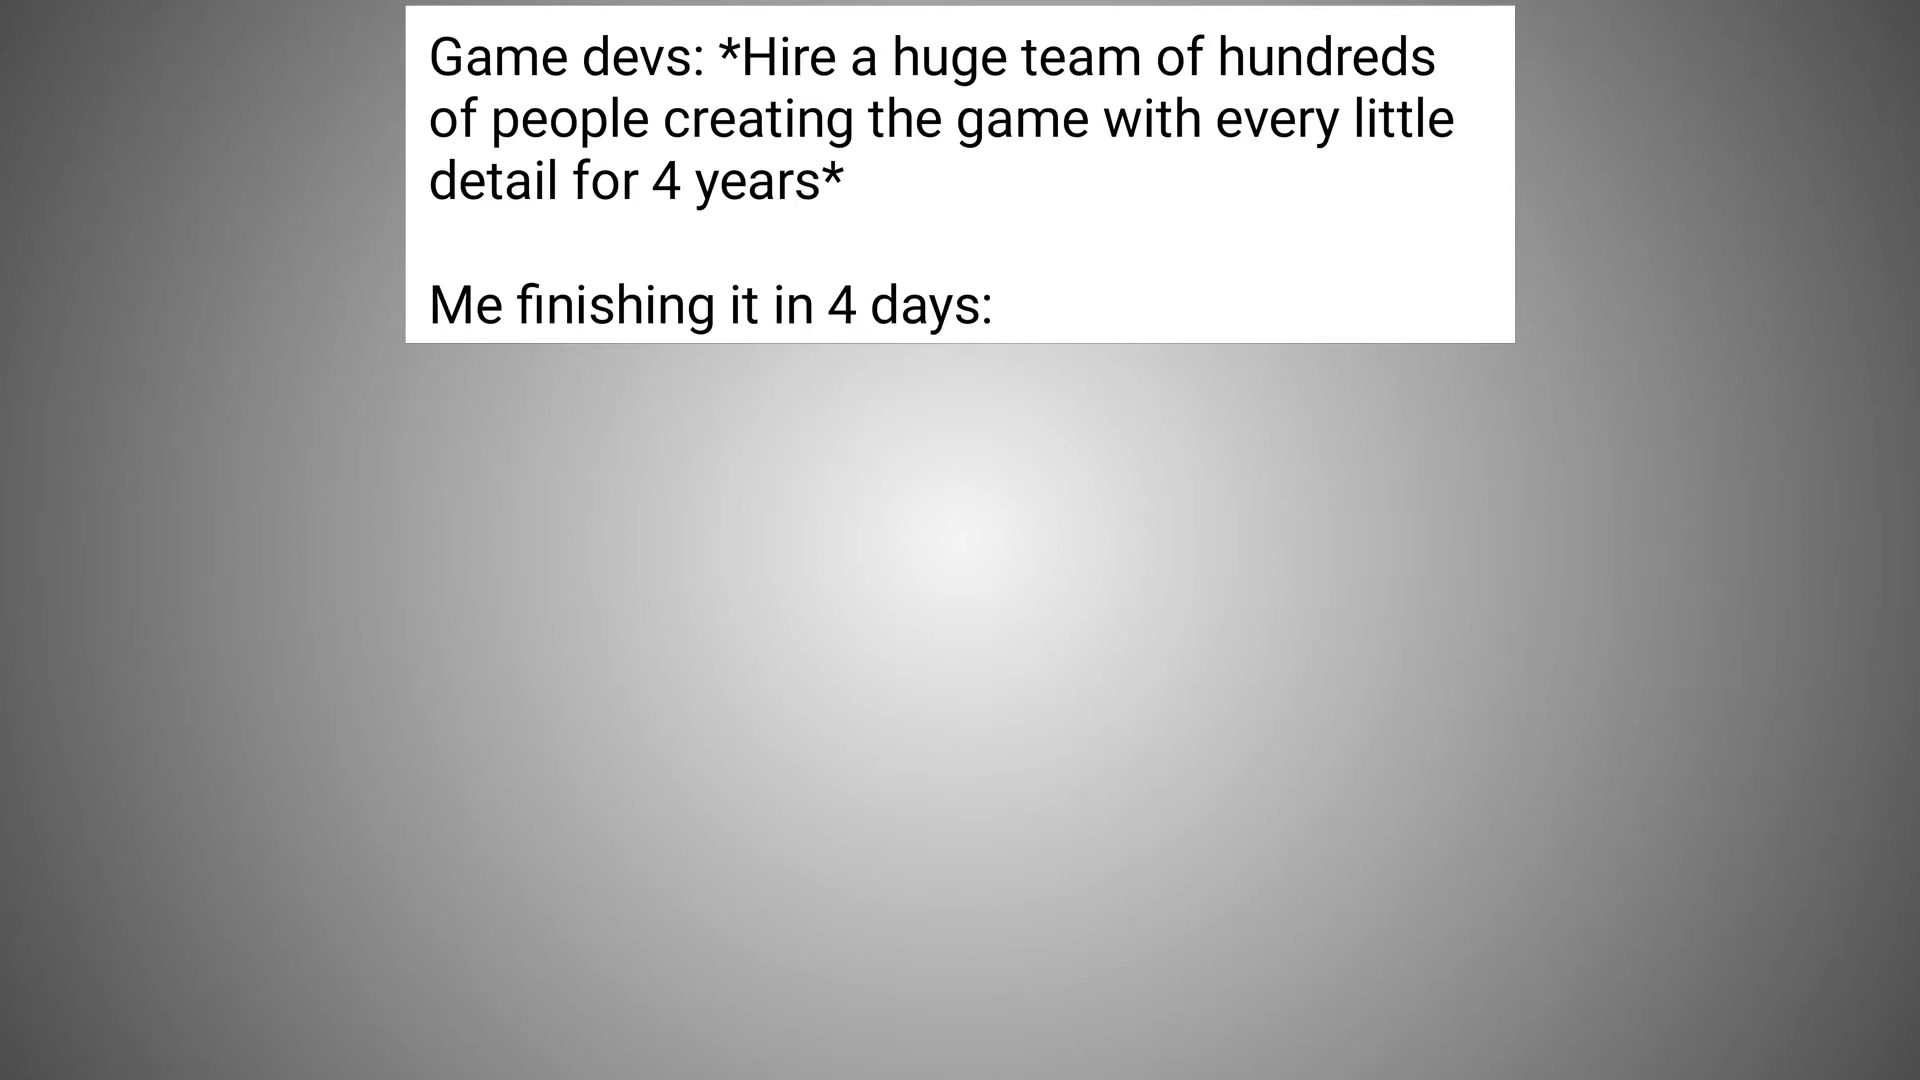 Game devs: *Hire a huge team of hundreds
of people creating the game with every little
detail for 4 years*
Me finishing it in 4 days: